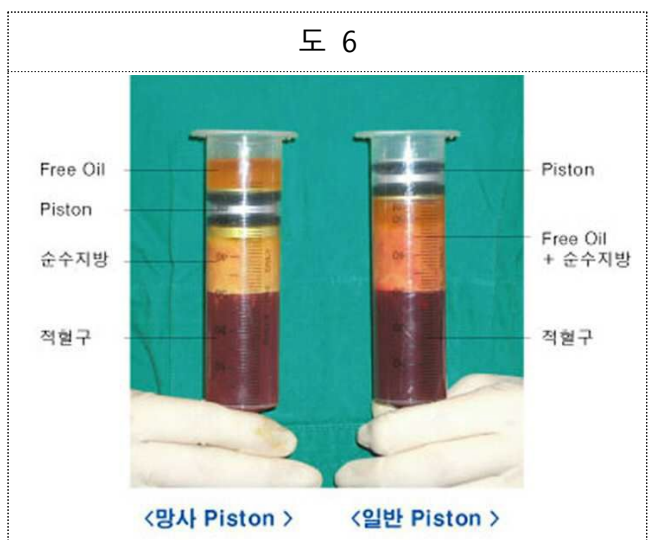 도 6
Free Oil
Piston
순수지방
적혈구
Piston
Free Oil
+ 순수지방
적혈구
<망사 Piston >
<일반 Piston >